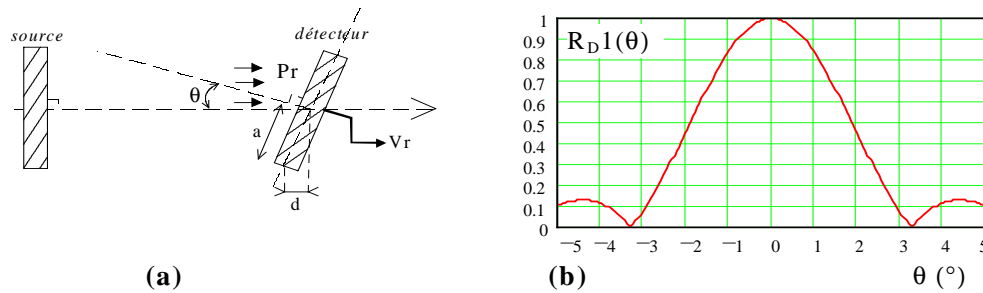 source
détecteur
Pr
θ
a
Vr
d
(a)
R_D1(θ)
1
0.9
0.8
0.7
0.6
0.5
0.4
0.3
0.2
0.1
0
−5 −4 −3 −2 −1 0 1 2 3 4 5
(b)
θ (°)